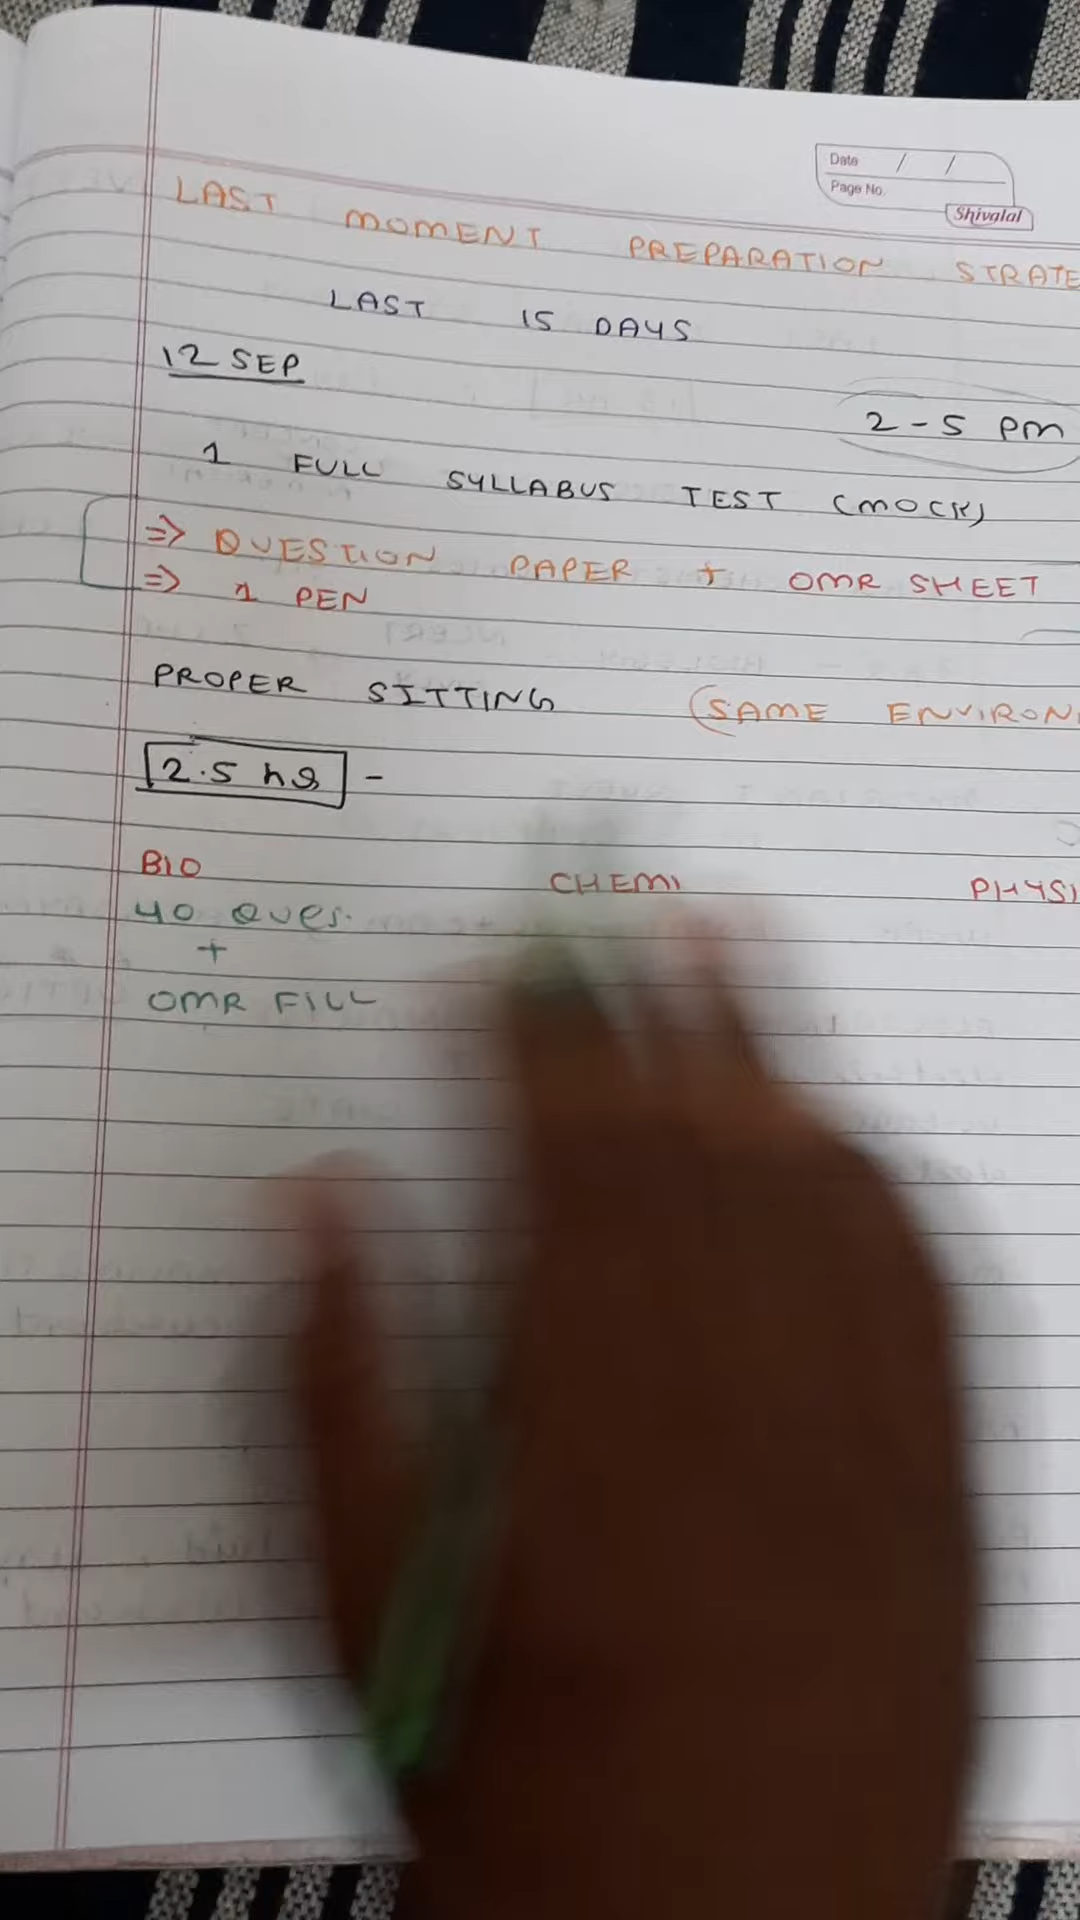 Date / /
Page No.
Shivalal
LAST MOMENT PREPARATION STRATE
LAST 15 DAYS
12 SEP
2-5 pm
1 FULL SYLLABUS TEST (MOCK)
=> QUESTION PAPER + OMR SHEET
=> 1 PEN
PROPER SITTING (SAME ENVIRON
2.5 hrs -
BIO CHEMI PHYSI
40 Ques.
+
OMR FILL